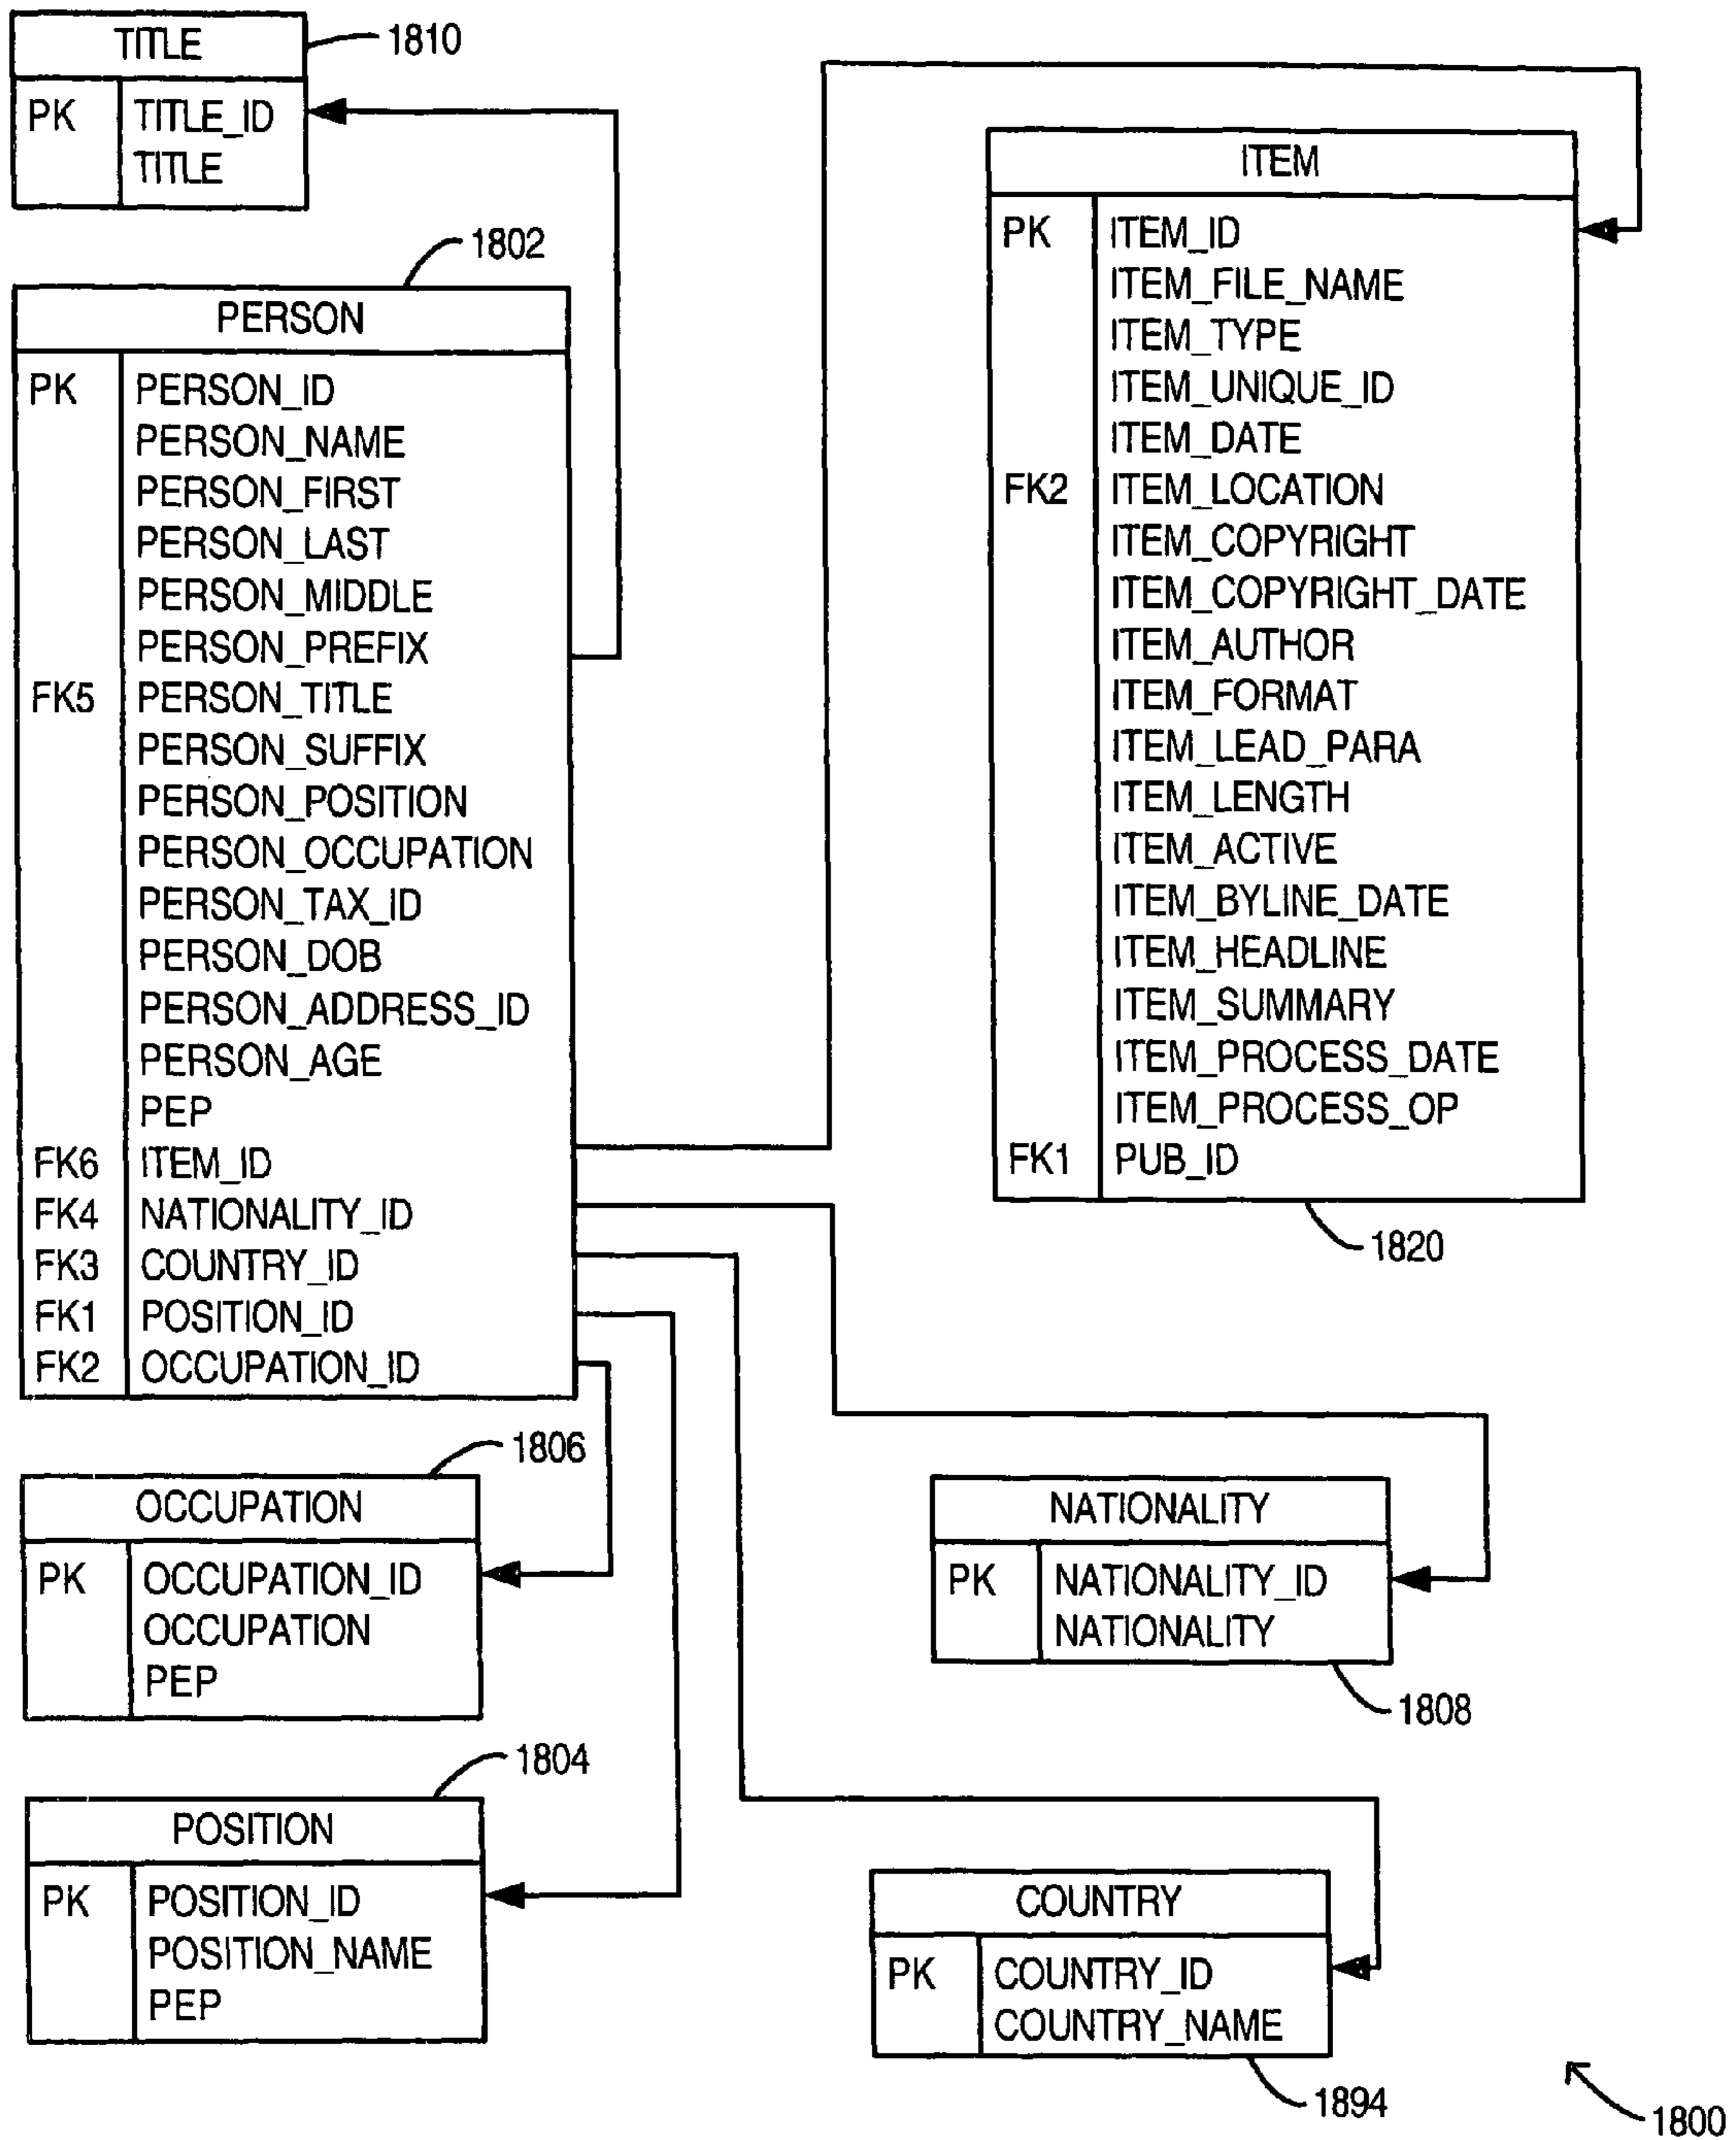 TITLE
1810
PK TITLE_ID
TITLE
1802
PERSON
PK PERSON_ID
PERSON_NAME
PERSON_FIRST
PERSON_LAST
PERSON_MIDDLE
PERSON_PREFIX
FK5 PERSON_TITLE
PERSON_SUFFIX
PERSON_POSITION
PERSON_OCCUPATION
PERSON_TAX_ID
PERSON_DOB
PERSON_ADDRESS_ID
PERSON_AGE
PEP
FK6 ITEM_ID
FK4 NATIONALITY_ID
FK3 COUNTRY_ID
FK1 POSITION_ID
FK2 OCCUPATION_ID
ITEM
PK ITEM_ID
ITEM_FILE_NAME
ITEM_TYPE
ITEM_UNIQUE_ID
ITEM_DATE
FK2 ITEM_LOCATION
ITEM_COPYRIGHT
ITEM_COPYRIGHT_DATE
ITEM_AUTHOR
ITEM_FORMAT
ITEM_LEAD_PARA
ITEM_LENGTH
ITEM_ACTIVE
ITEM_BYLINE_DATE
ITEM_HEADLINE
ITEM_SUMMARY
ITEM_PROCESS_DATE
ITEM_PROCESS_OP
FK1 PUB_ID
1820
1806
OCCUPATION
PK OCCUPATION_ID
OCCUPATION
PEP
NATIONALITY
PK NATIONALITY_ID
NATIONALITY
1808
1804
POSITION
PK POSITION_ID
POSITION_NAME
PEP
COUNTRY
PK COUNTRY_ID
COUNTRY_NAME
1894
1800